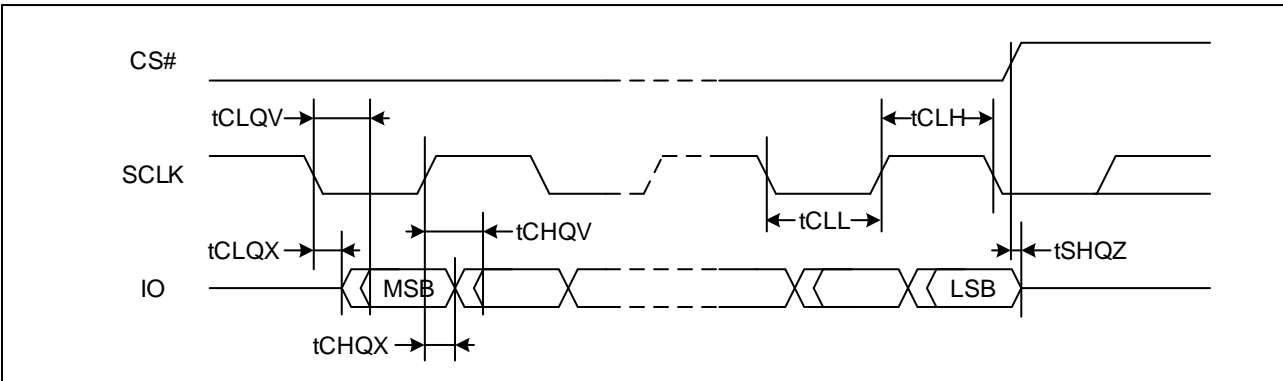 CS#
tCLQV
tCLH
SCLK
tCLL
tCHQV
tCLQX
tSHQZ
IO
MSB
LSB
tCHQX